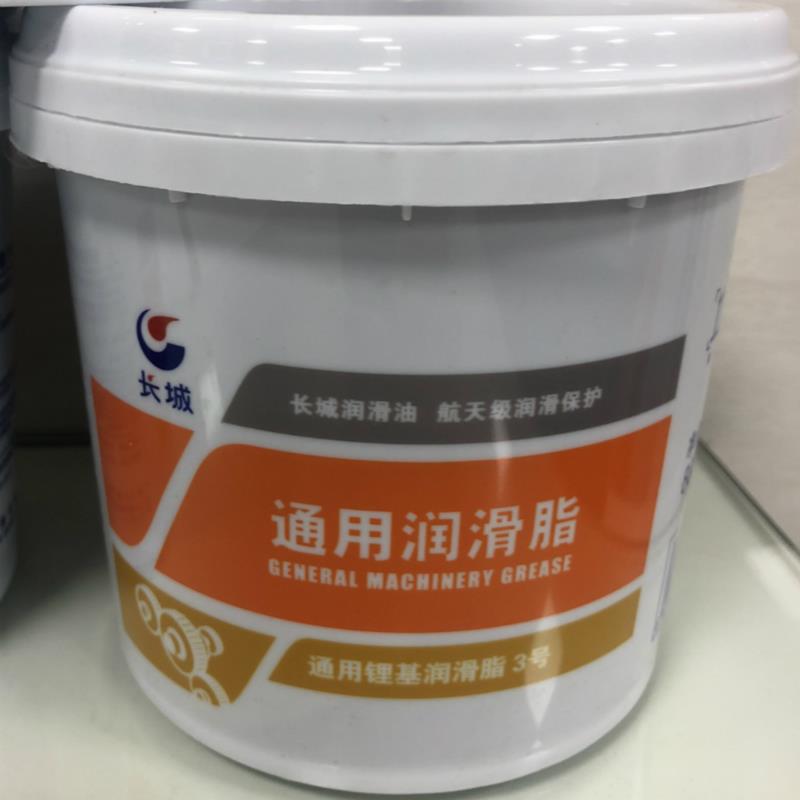 长城
长城润滑油 航天级润滑保护
通用润滑脂
GENERAL MACHINERY GREASE
通用锂基润滑脂 3号